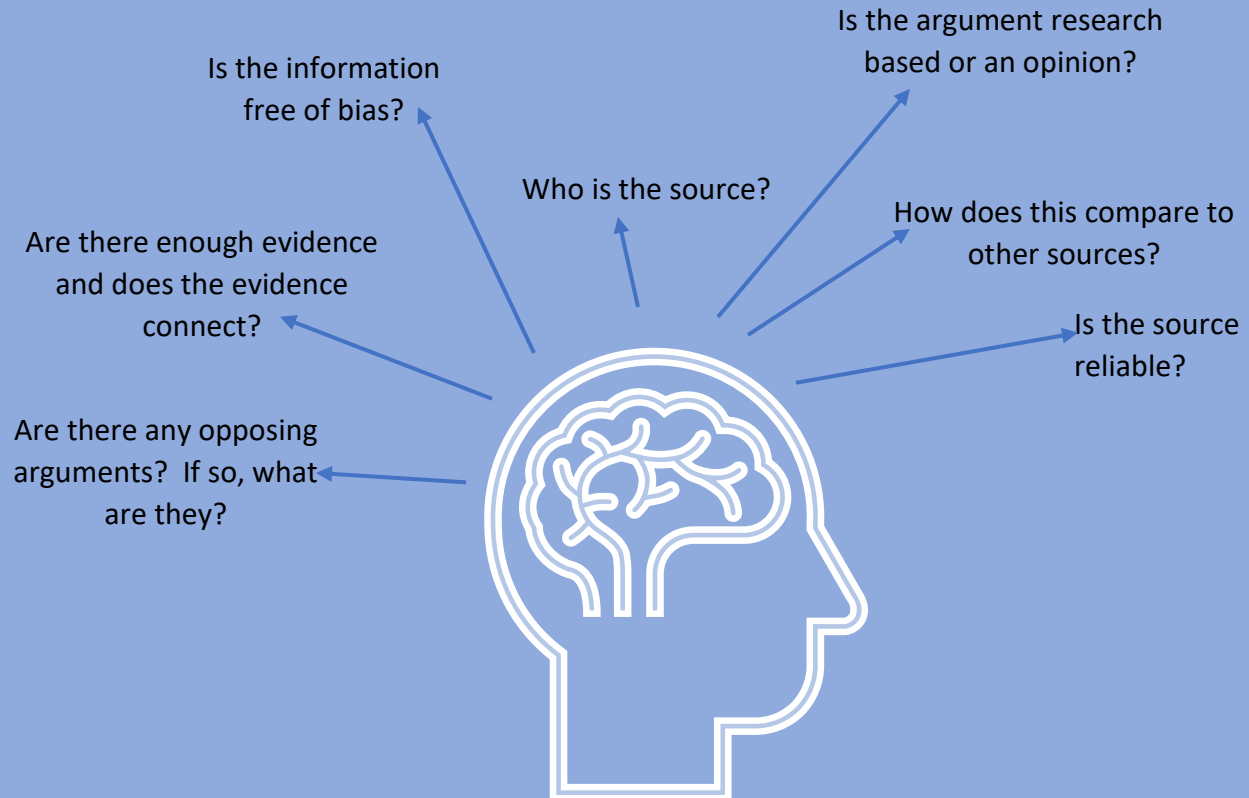 Is the argument research
based or an opinion?
Is the information
free of bias?
Who is the source?
How does this compare to
other sources?
Are there enough evidence
and does the evidence
connect?
Is the source
reliable?
Are there any opposing
arguments?  If so, what
are they?